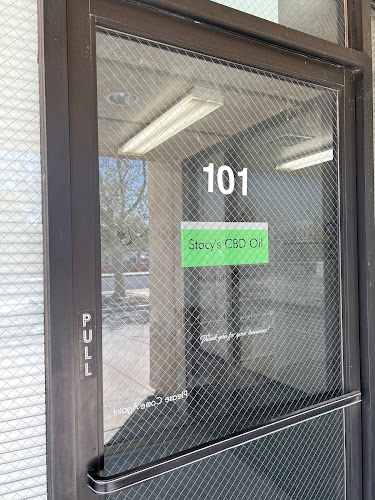 101
Stacy's CBD Oil
Thank you for your business!
PULL
Please Come Again!